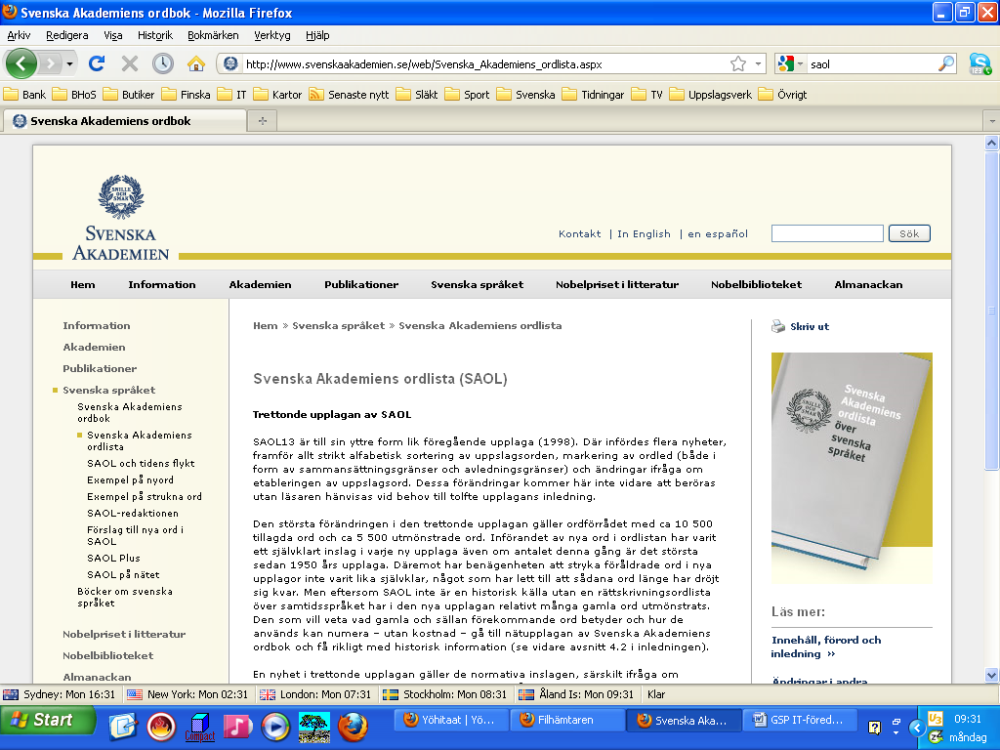 Svenska Akademiens ordbok - Mozilla Firefox
Arkiv Redigera Visa Historik Bokmärken Verktyg Hjälp
http://www.svenskaakademien.se/web/Svenska_Akademiens_ordlista.aspx
saol
Bank BHoS Butiker Finska IT Kartor Senaste nytt Släkt Sport Svenska Tidningar TV Uppslagsverk Övrigt
Svenska Akademiens ordbok
SNILLE
OCH
SMAK
SVENSKA
AKADEMIEN
Kontakt | In English | en español
Sök
Hem Information Akademien Publikationer Svenska språket Nobelpriset i litteratur Nobelbiblioteket Almanackan
Information
Akademien
Publikationer
Svenska språket
Svenska Akademiens
ordbok
Svenska Akademiens
ordlista
SAOL och tidens flykt
Exempel på nyord
Exempel på strukna ord
SAOL-redaktionen
Förslag till nya ord i
SAOL
SAOL Plus
SAOL på nätet
Böcker om svenska
språket
Nobelpriset i litteratur
Nobelbiblioteket
Almanackan
Hem » Svenska språket » Svenska Akademiens ordlista
Svenska Akademiens ordlista (SAOL)
Trettonde upplagan av SAOL
SAOL13 är till sin yttre form lik föregående upplaga (1998). Där infördes flera nyheter,
framför allt strikt alfabetisk sortering av uppslagsorden, markering av ordled (både i
form av sammansättningsgränser och avledningsgränser) och ändringar ifråga om
etableringen av uppslagsord. Dessa förändringar kommer här inte vidare att beröras
utan läsaren hänvisas vid behov till tolfte upplagans inledning.
Den största förändringen i den trettonde upplagan gäller ordförrådet med ca 10 500
tillagda ord och ca 5 500 utmönstrade ord. Införandet av nya ord i ordlistan har varit
ett självklart inslag i varje ny upplaga även om antalet denna gång är det största
sedan 1950 års upplaga. Däremot har benägenheten att stryka föråldrade ord i nya
upplagor inte varit lika självklar, något som har lett till att sådana ord länge har dröjt
sig kvar. Men eftersom SAOL inte är en historisk källa utan en rättskrivningsordlista
över samtidsspråket har i den nya upplagan relativt många gamla ord utmönstrats.
Den som vill veta vad gamla och sällan förekommande ord betyder och hur de
används kan numera – utan kostnad – gå till nätupplagan av Svenska Akademiens
ordbok och få rikligt med historisk information (se vidare avsnitt 4.2 i inledningen).
En nyhet i trettonde upplagan gäller de normativa inslagen, särskilt ifråga om
Skriv ut
SNILLE
OCH
SMAK
Svenska
Akademiens
ordlista
över
svenska
språket
Läs mer:
Innehåll, förord och
inledning »
Ändringar i andra
Sydney: Mon 16:31 New York: Mon 02:31 London: Mon 07:31 Stockholm: Mon 08:31 Åland Is: Mon 09:31 Klar
Start
Compact
Yöhitaat | Yö...
Filhämtaren
Svenska Aka...
GSP IT-föred...
09:31
måndag